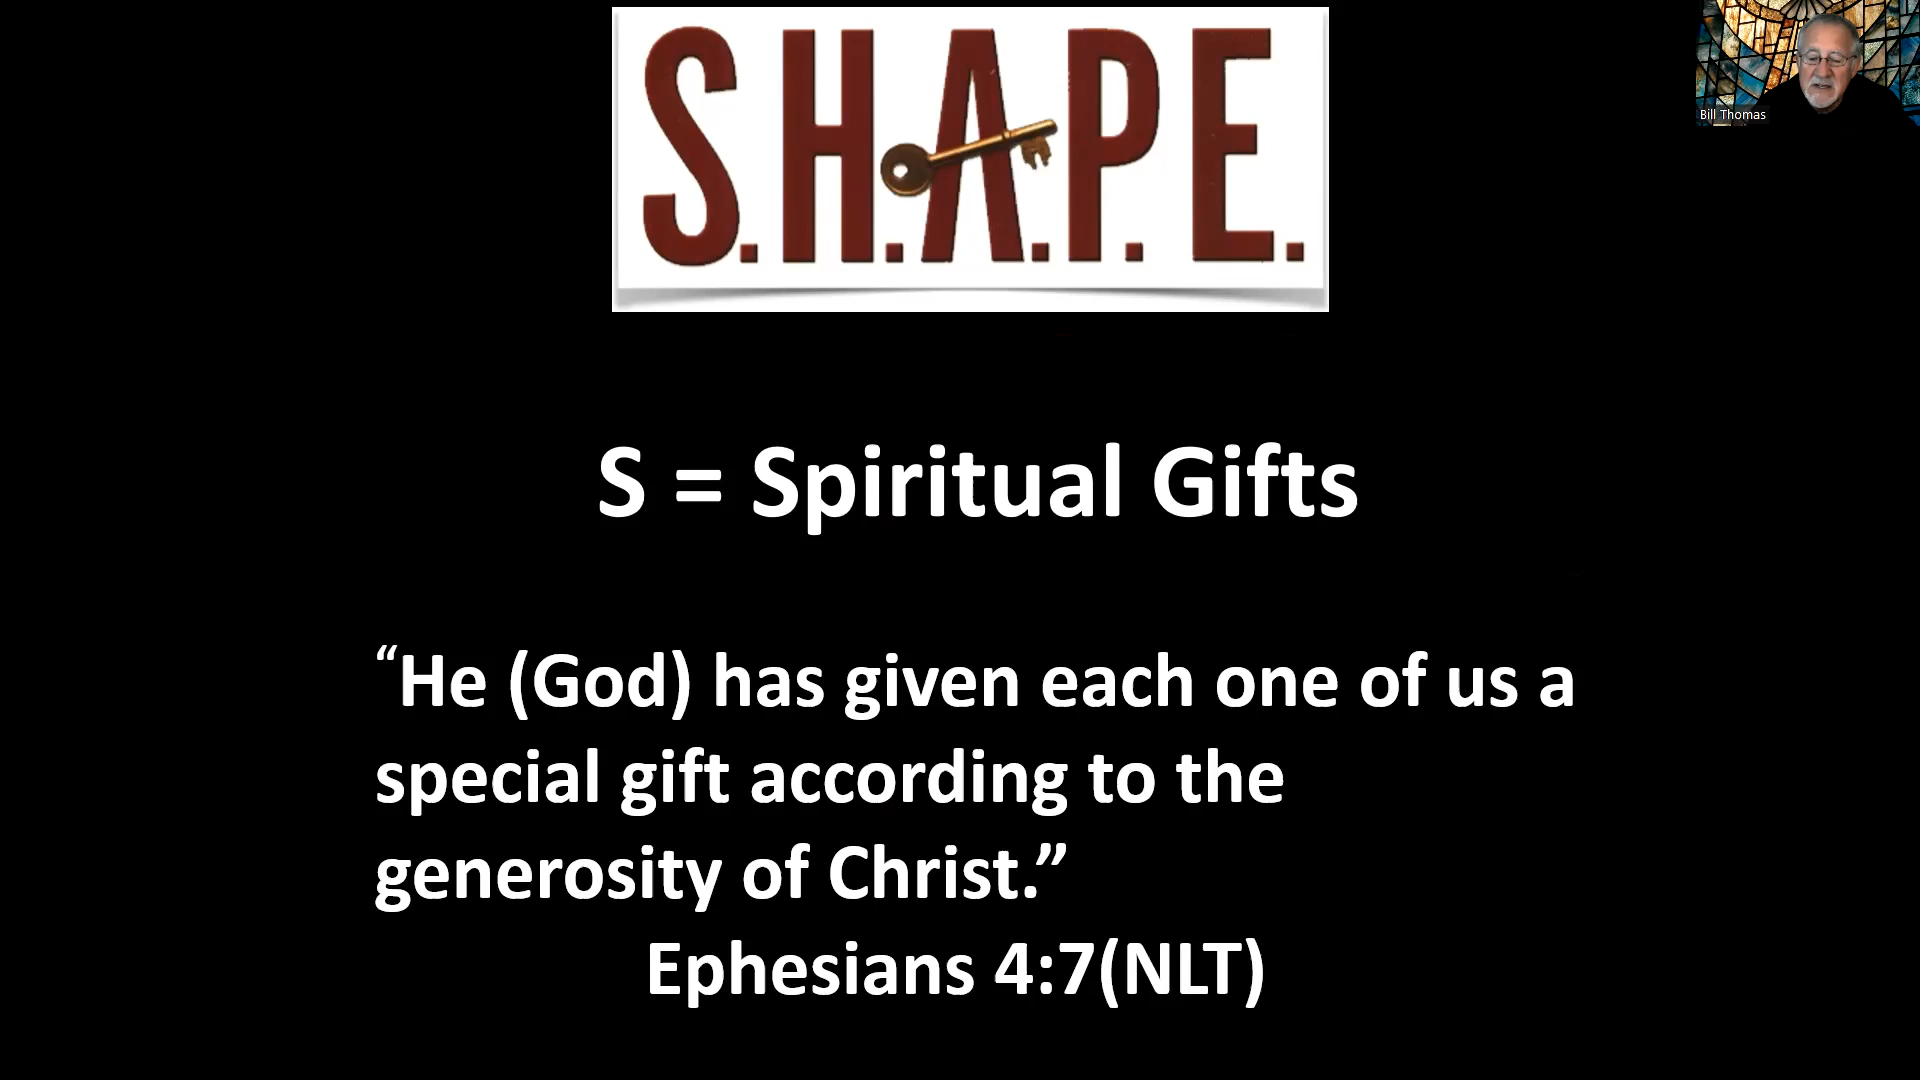 S.H.A.P.E.
Bill Thomas
S = Spiritual Gifts
“He (God) has given each one of us a
special gift according to the
generosity of Christ.”
Ephesians 4:7(NLT)